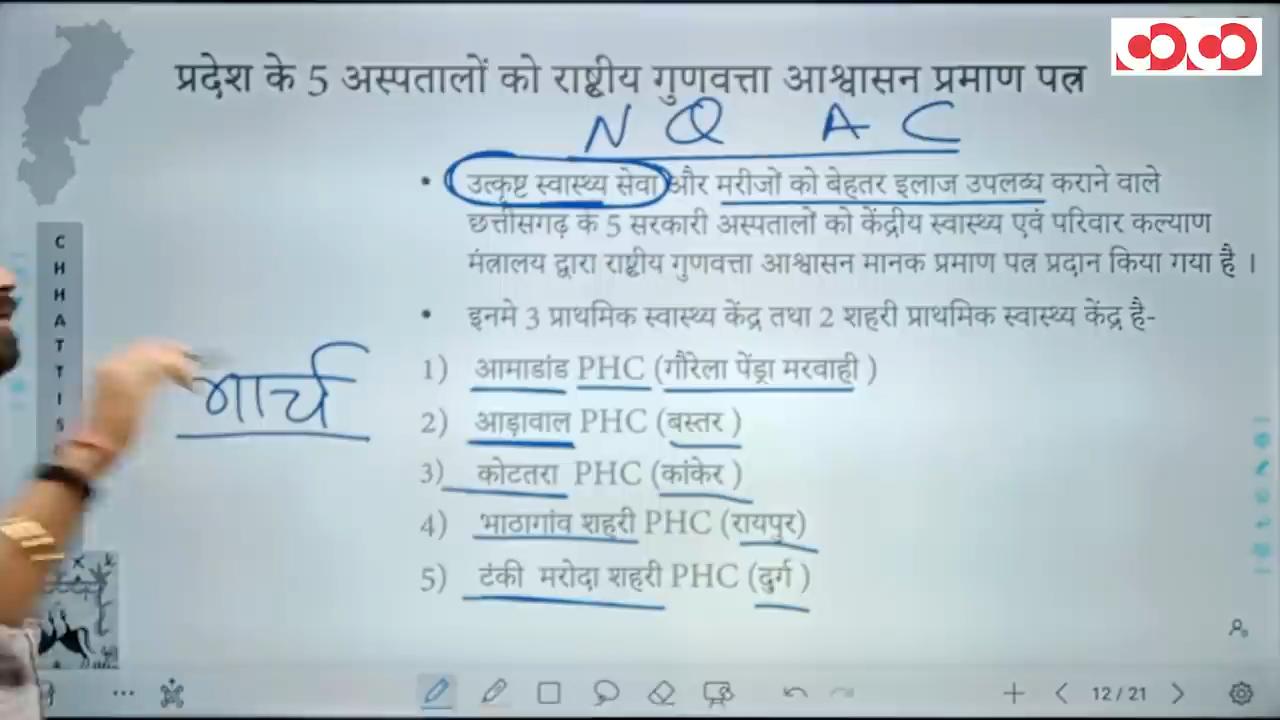 प्रदेश के 5 अस्पतालों को राष्ट्रीय गुणवत्ता आश्वासन प्रमाण पत्र
N Q A C
• उत्कृष्ट स्वास्थ्य सेवा और मरीजों को बेहतर इलाज उपलब्ध कराने वाले
छत्तीसगढ़ के 5 सरकारी अस्पतालों को केंद्रीय स्वास्थ्य एवं परिवार कल्याण
मंत्रालय द्वारा राष्ट्रीय गुणवत्ता आश्वासन मानक प्रमाण पत्र प्रदान किया गया है ।
• इनमे 3 प्राथमिक स्वास्थ्य केंद्र तथा 2 शहरी प्राथमिक स्वास्थ्य केंद्र है-
1) आमाडांड PHC (गौरेला पेंड्रा मरवाही )
मार्च
2) आड़ावाल PHC (बस्तर )
3) कोटतरा PHC (कांकेर )
4) भाठागांव शहरी PHC (रायपुर)
5) टंकी मरोदा शहरी PHC (दुर्ग )
CHHATTIS
12/21